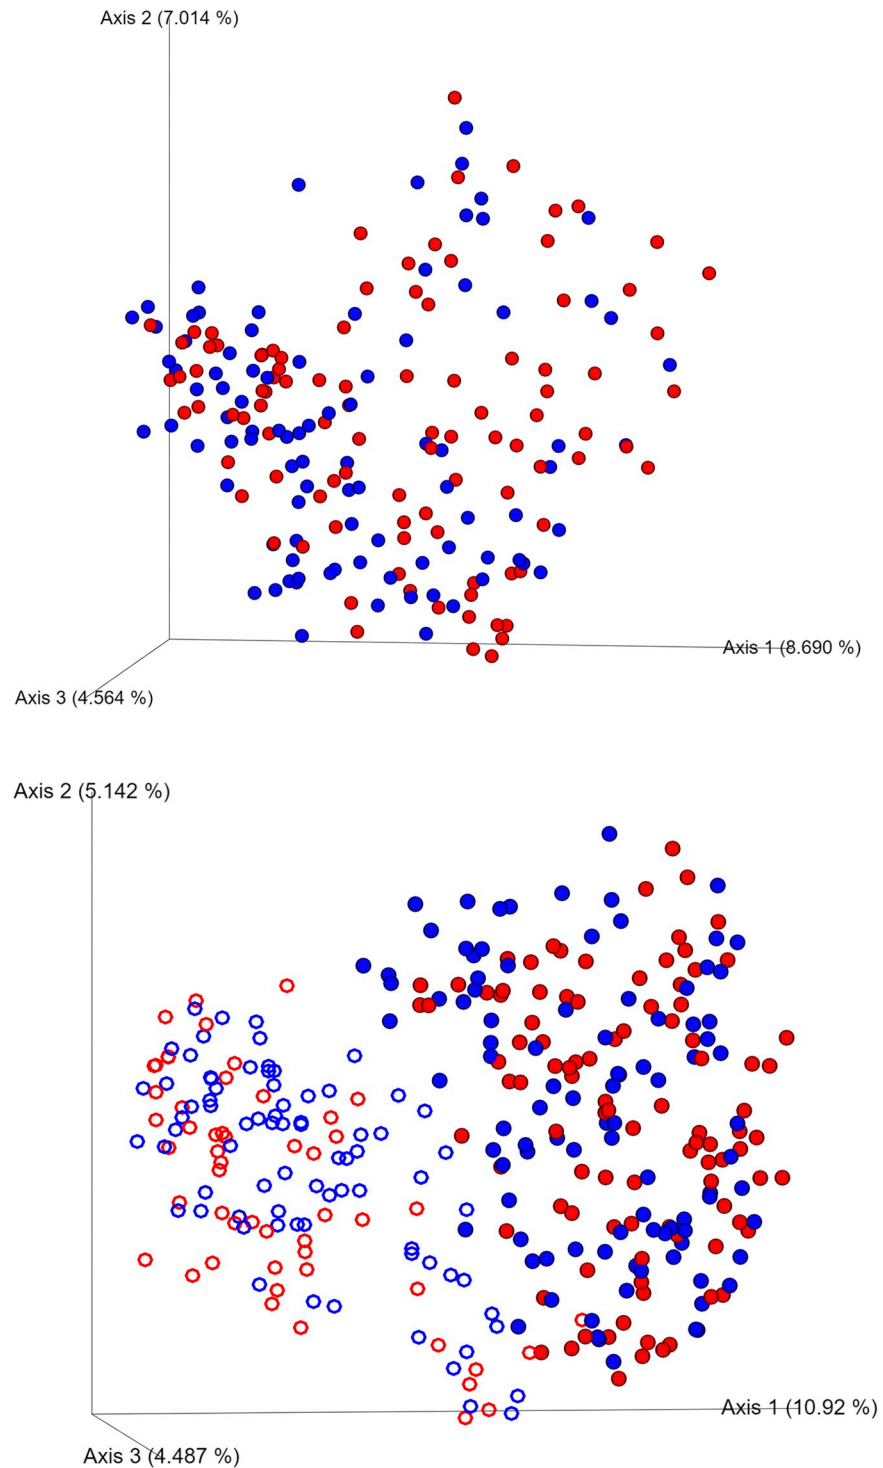 Axis 2 (7.014 %)
Axis 1 (8.690 %)
Axis 3 (4.564 %)
Axis 2 (5.142 %)
Axis 1 (10.92 %)
Axis 3 (4.487 %)